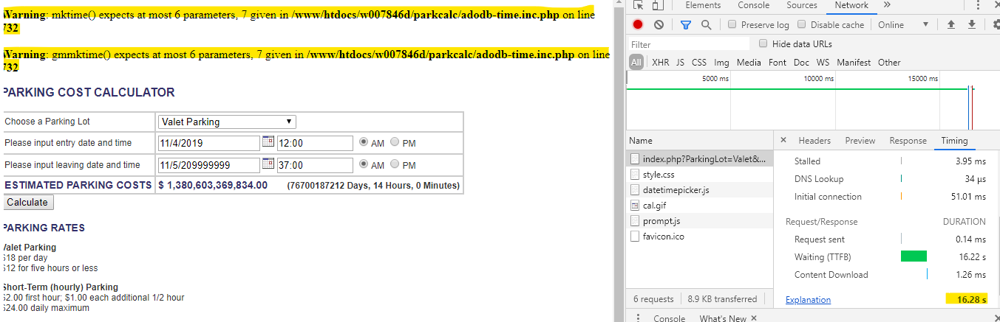 Warning: mktime() expects at most 6 parameters, 7 given in /www/htdocs/w007846d/parkcalc/adodb-time.inc.php on line
732
Warning: gmmktime() expects at most 6 parameters, 7 given in /www/htdocs/w007846d/parkcalc/adodb-time.inc.php on line
732
PARKING COST CALCULATOR
Choose a Parking Lot Valet Parking
Please input entry date and time 11/4/2019 12:00 AM PM
Please input leaving date and time 11/5/209999999 37:00 AM PM
ESTIMATED PARKING COSTS $ 1,380,603,369,834.00 (76700187212 Days, 14 Hours, 0 Minutes)
Calculate
PARKING RATES
Valet Parking
$18 per day
$12 for five hours or less
Short-Term (hourly) Parking
$2.00 first hour; $1.00 each additional 1/2 hour
$24.00 daily maximum
Elements Console Sources Network »
Preserve log Disable cache Online
Filter Hide data URLs
All XHR JS CSS Img Media Font Doc WS Manifest Other
5000 ms 10000 ms 15000 ms
Name
index.php?ParkingLot=Valet&...
style.css
datetimepicker.js
cal.gif
prompt.js
favicon.ico
6 requests 8.9 KB transferred
× Headers Preview Response Timing
Stalled 3.95 ms
DNS Lookup 34 µs
Initial connection 51.01 ms
Request/Response DURATION
Request sent 0.14 ms
Waiting (TTFB) 16.22 s
Content Download 1.26 ms
Explanation 16.28 s
Console What's New ×